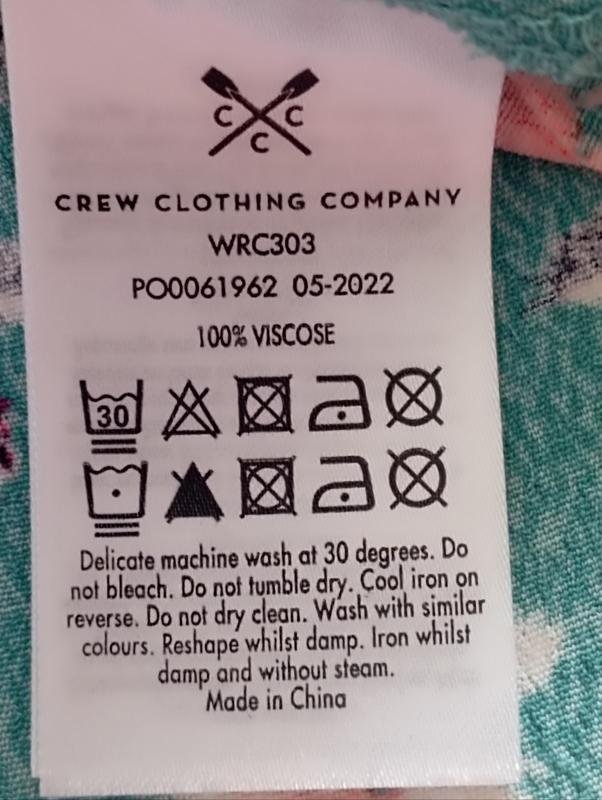 C C
C
CREW CLOTHING COMPANY
WRC303
PO0061962 05-2022
100% VISCOSE
30
Delicate machine wash at 30 degrees. Do
not bleach. Do not tumble dry. Cool iron on
reverse. Do not dry clean. Wash with similar
colours. Reshape whilst damp. Iron whilst
damp and without steam.
Made in China